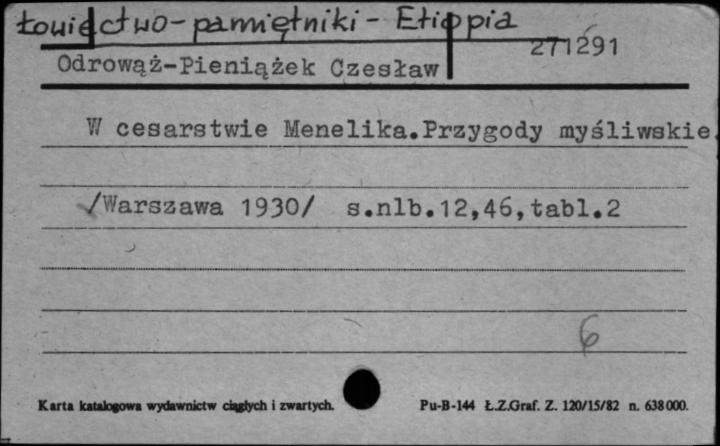 Łowiectwo - pamiętniki - Etiopia
271291
Odrowąż-Pieniążek Czesław
W cesarstwie Menelika.Przygody myśliwskie
/Warszawa 1930/ s.nlb.12,46,tabl.2
6
Karta katalogowa wydawnictw ciągłych i zwartych. Pu-B-144 Ł.Z.Graf. Z. 120/15/82 n. 638000.